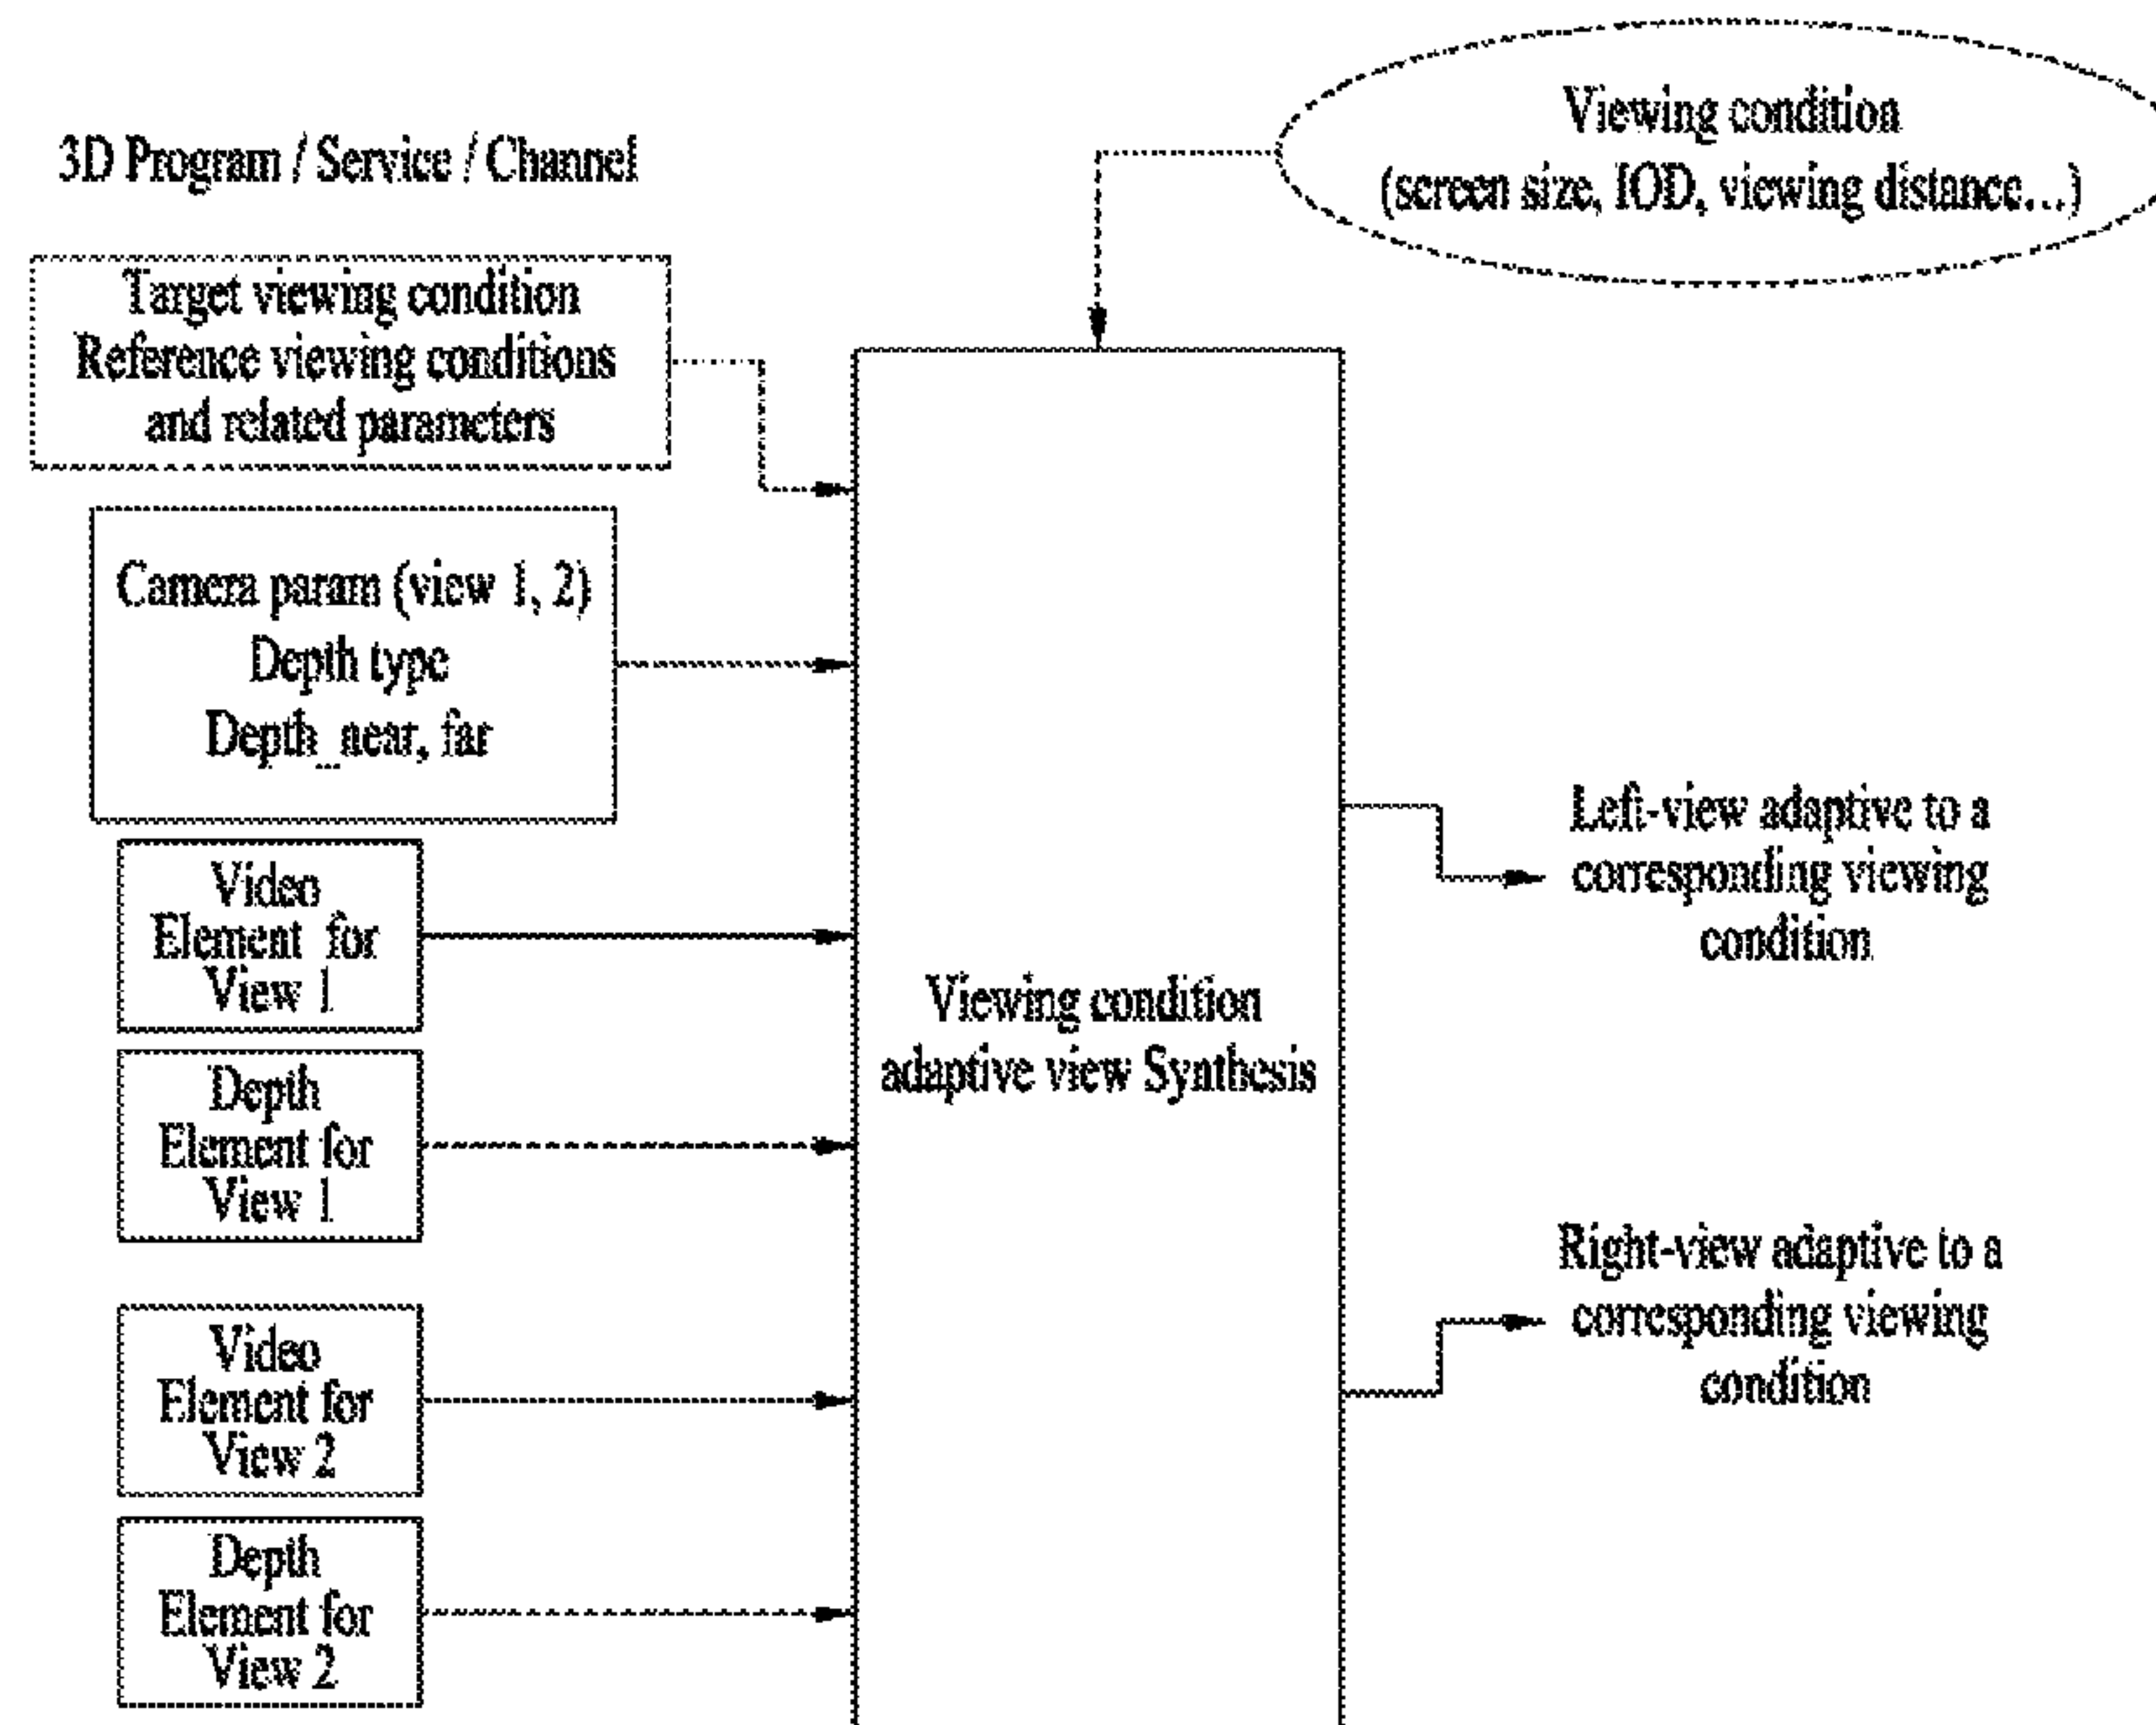 Viewing condition
(screen size, IOD, viewing distance...)
3D Program / Service / Channel
Target viewing condition
Reference viewing conditions
and related parameters
Camera param (view 1, 2)
Depth type
Depth_near, far
...
Video
Element for
View 1
Depth
Element for
View 1
Video
Element for
View 2
Depth
Element for
View 2
Viewing condition
adaptive view Synthesis
Left-view adaptive to a
corresponding viewing
condition
Right-view adaptive to a
corresponding viewing
condition